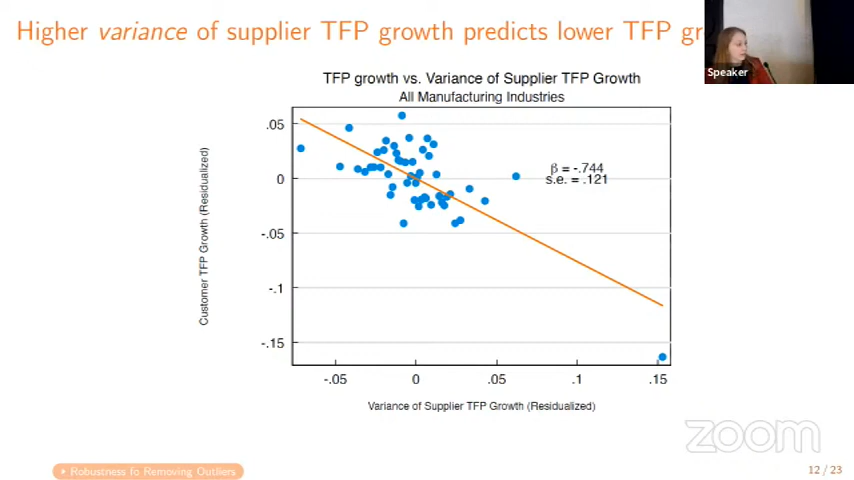 Higher variance of supplier TFP growth predicts lower TFP gr
Speaker
TFP growth vs. Variance of Supplier TFP Growth
All Manufacturing Industries
.05
0
-.05
-.1
-.15
Customer TFP Growth (Residualized)
β = -.744
s.e. = .121
-.05
0
.05
.1
.15
Variance of Supplier TFP Growth (Residualized)
zoom
Robustness fo Removing Outliers
12 / 23